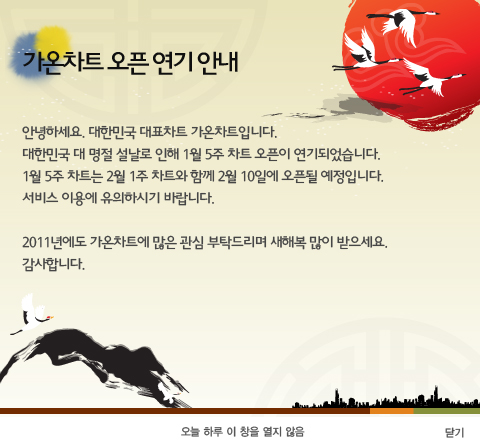 가온차트 오픈 연기 안내
안녕하세요. 대한민국 대표차트 가온차트입니다.
대한민국 대 명절 설날로 인해 1월 5주 차트 오픈이 연기되었습니다.
1월 5주 차트는 2월 1주 차트와 함께 2월 10일에 오픈될 예정입니다.
서비스 이용에 유의하시기 바랍니다.
2011년에도 가온차트에 많은 관심 부탁드리며 새해복 많이 받으세요.
감사합니다.
오늘 하루 이 창을 열지 않음
닫기